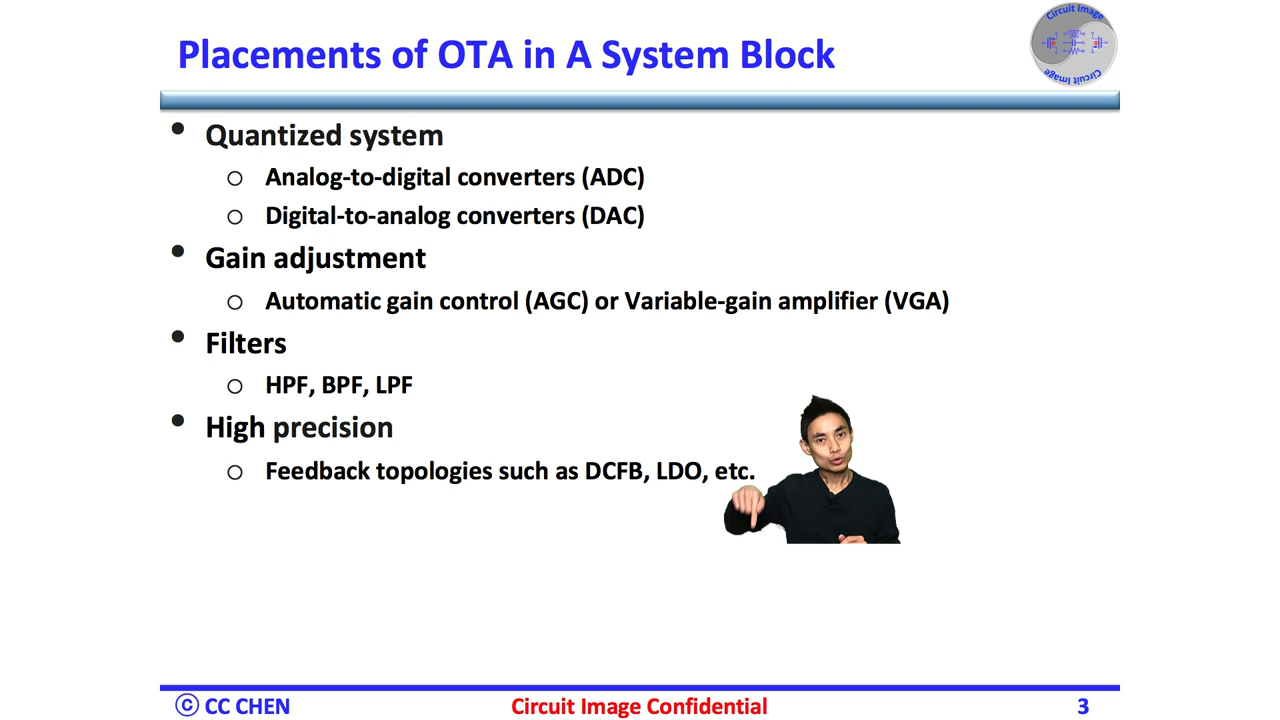 Placements of OTA in A System Block
Circuit Image
Circuit Image
• Quantized system
○ Analog-to-digital converters (ADC)
○ Digital-to-analog converters (DAC)
• Gain adjustment
○ Automatic gain control (AGC) or Variable-gain amplifier (VGA)
• Filters
○ HPF, BPF, LPF
• High precision
○ Feedback topologies such as DCFB, LDO, etc.
© CC CHEN
Circuit Image Confidential
3